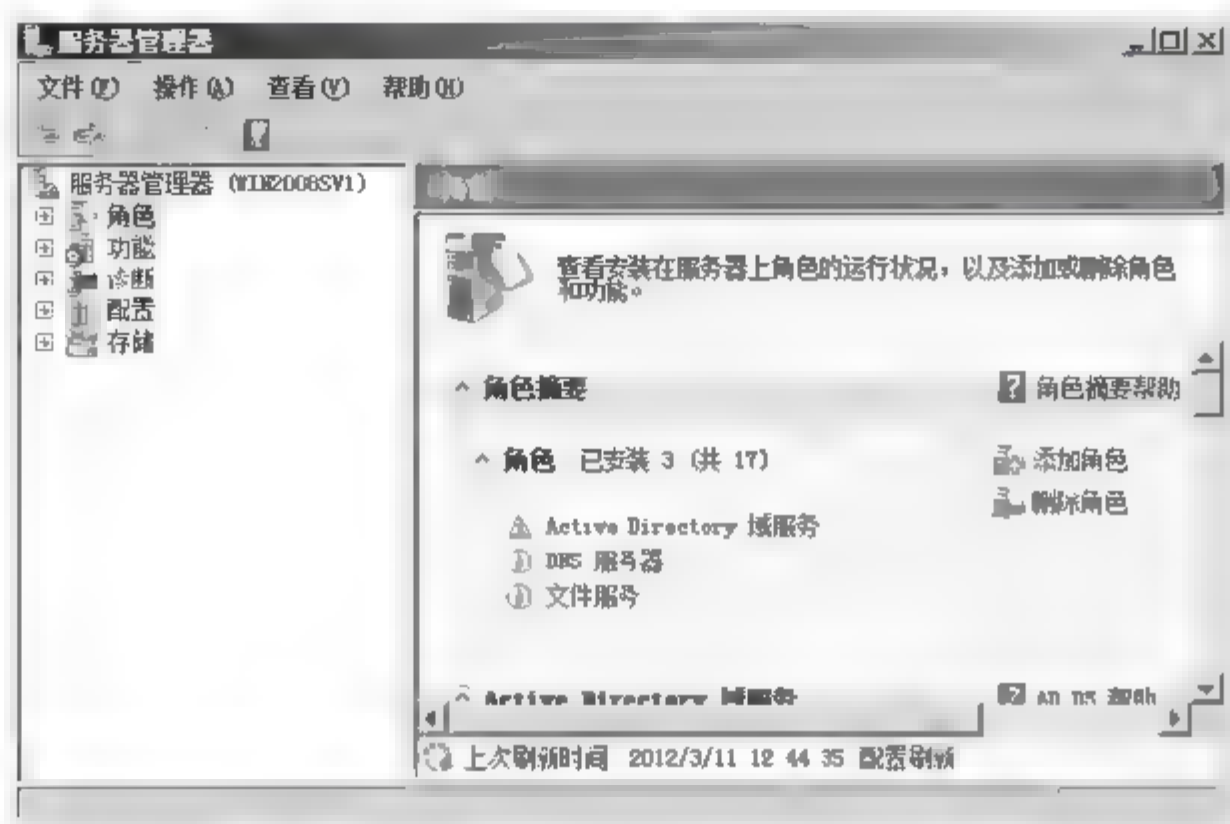 服务器管理器
文件(F) 操作(A) 查看(V) 帮助(H)
服务器管理器 (WIN2008SV1)
角色
功能
诊断
配置
存储
查看安装在服务器上角色的运行状况，以及添加或删除角色
和功能。
角色摘要
角色摘要帮助
角色 已安装 3 (共 17)
添加角色
删除角色
Active Directory 域服务
DNS 服务器
文件服务
Active Directory 域服务
AD DS 帮助
上次刷新时间 2012/3/11 12 44 35 配置刷新